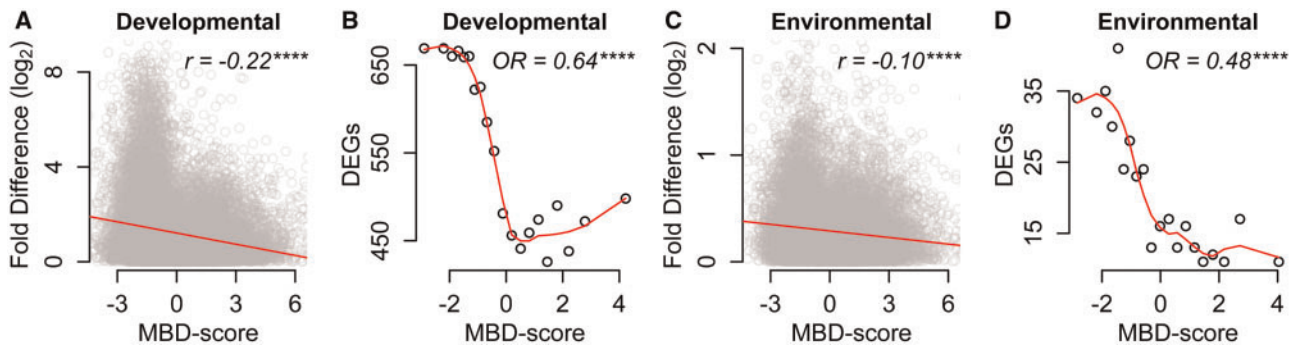 A
Developmental
r = -0.22****
Fold Difference (log2)
8
4
0
-3 0 3 6
MBD-score
B
Developmental
OR = 0.64****
DEGs
650
550
450
-2 0 2 4
MBD-score
C
Environmental
r = -0.10****
Fold Difference (log2)
2
1
0
-3 0 3 6
MBD-score
D
Environmental
OR = 0.48****
DEGs
35
25
15
-2 0 2 4
MBD-score